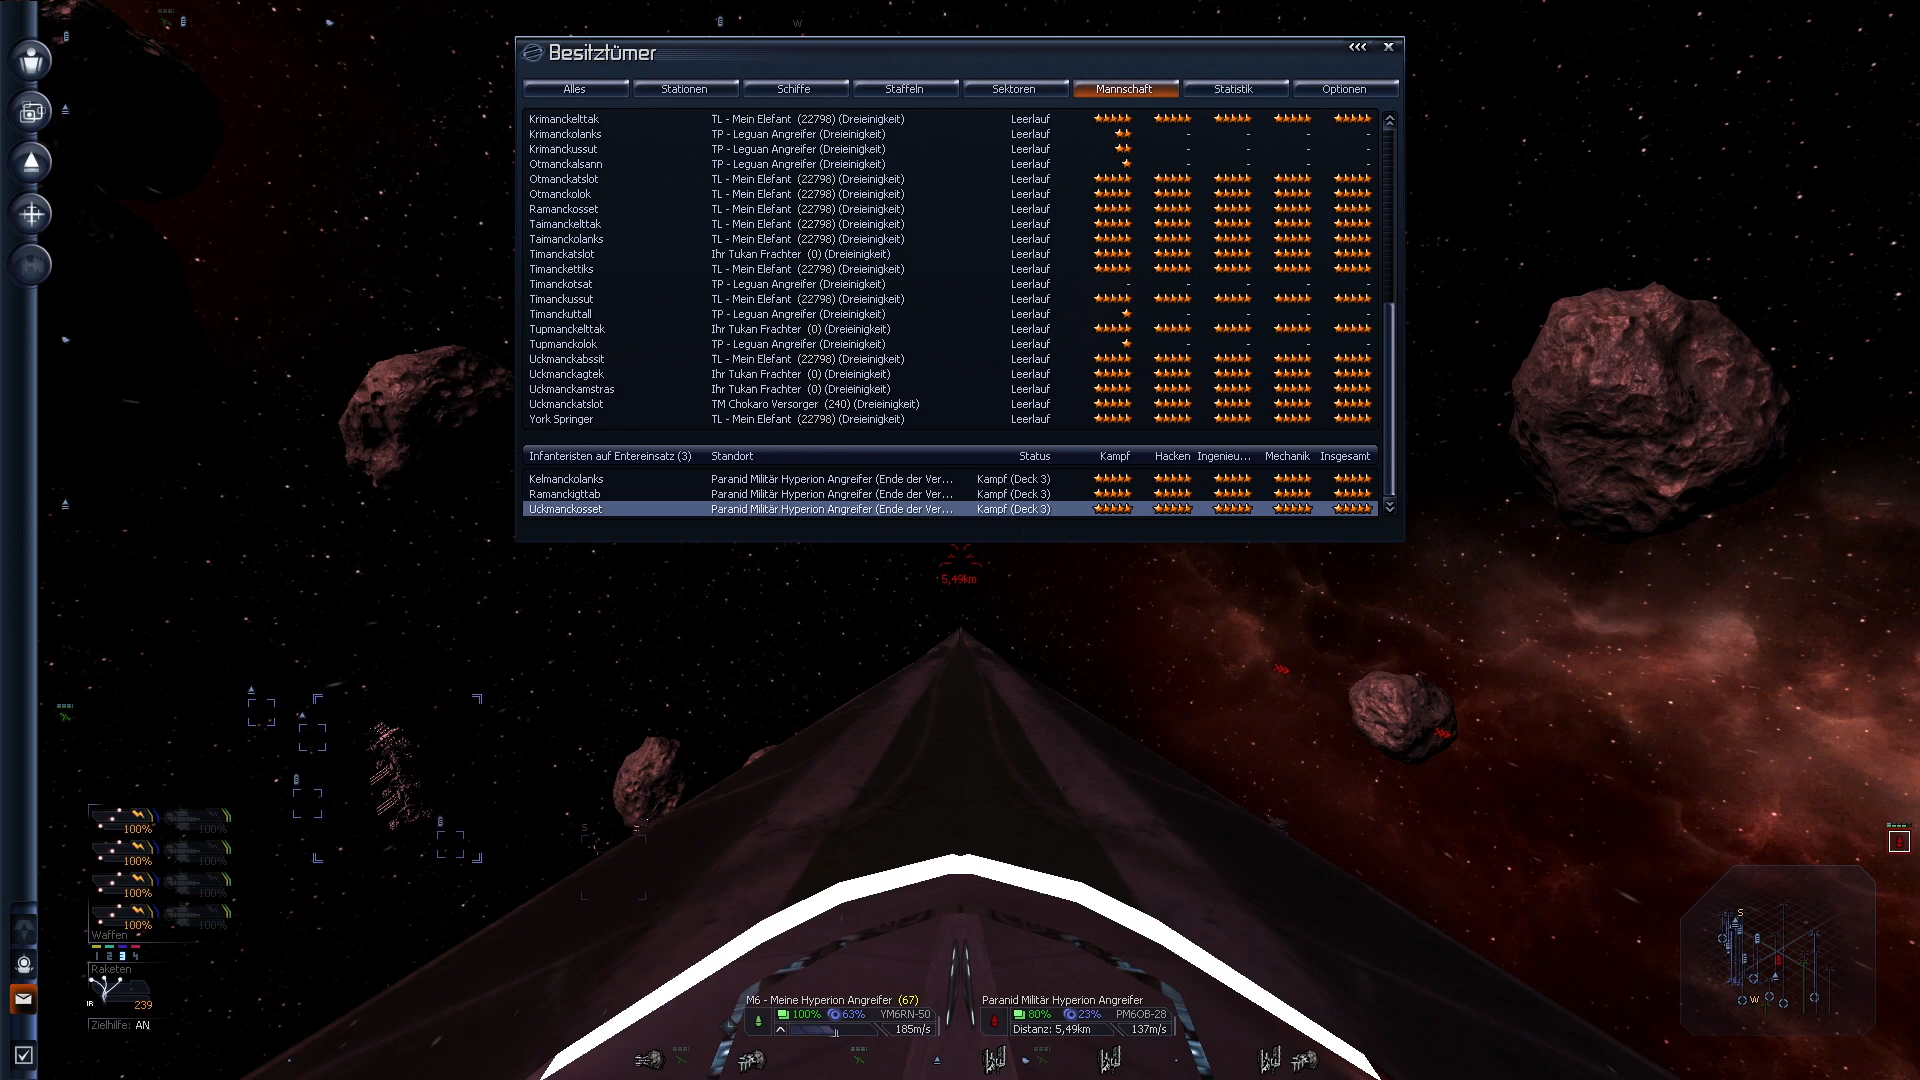 Besitztümer
Alles Stationen Schiffe Staffeln Sektoren Mannschaft Statistik Optionen
Krimanckelttak TL - Mein Elefant (22798) (Dreieinigkeit) Leerlauf
Krimanckolanks TP - Leguan Angreifer (Dreieinigkeit) Leerlauf - - - -
Krimanckussut TP - Leguan Angreifer (Dreieinigkeit) Leerlauf - - - -
Otmanckalsann TP - Leguan Angreifer (Dreieinigkeit) Leerlauf - - - -
Otmanckatslot TL - Mein Elefant (22798) (Dreieinigkeit) Leerlauf
Otmanckolok TL - Mein Elefant (22798) (Dreieinigkeit) Leerlauf
Ramanckosset TL - Mein Elefant (22798) (Dreieinigkeit) Leerlauf
Taimanckelttak TL - Mein Elefant (22798) (Dreieinigkeit) Leerlauf
Taimanckolanks TL - Mein Elefant (22798) (Dreieinigkeit) Leerlauf
Timanckatslot Ihr Tukan Frachter (0) (Dreieinigkeit) Leerlauf
Timanckettiks TL - Mein Elefant (22798) (Dreieinigkeit) Leerlauf
Timanckotsat TP - Leguan Angreifer (Dreieinigkeit) Leerlauf - - - - -
Timanckussut TL - Mein Elefant (22798) (Dreieinigkeit) Leerlauf
Timanckuttall TP - Leguan Angreifer (Dreieinigkeit) Leerlauf - - - -
Tupmanckelttak Ihr Tukan Frachter (0) (Dreieinigkeit) Leerlauf
Tupmanckolok TP - Leguan Angreifer (Dreieinigkeit) Leerlauf - - - -
Uckmanckabssit TL - Mein Elefant (22798) (Dreieinigkeit) Leerlauf
Uckmanckagtek Ihr Tukan Frachter (0) (Dreieinigkeit) Leerlauf
Uckmanckamstras Ihr Tukan Frachter (0) (Dreieinigkeit) Leerlauf
Uckmanckatslot TM Chokaro Versorger (240) (Dreieinigkeit) Leerlauf
York Springer TL - Mein Elefant (22798) (Dreieinigkeit) Leerlauf
Infanteristen auf Entereinsatz (3) Standort Status Kampf Hacken Ingenieu... Mechanik Insgesamt
Kelmanckolanks Paranid Militär Hyperion Angreifer (Ende der Ver... Kampf (Deck 3)
Ramanckigttab Paranid Militär Hyperion Angreifer (Ende der Ver... Kampf (Deck 3)
Uckmanckosset Paranid Militär Hyperion Angreifer (Ende der Ver... Kampf (Deck 3)
W
5,49km
S
100% 100%
100% 100%
100% 100%
100% 100%
Waffen
1 2 3 4
Raketen
IR 239
Zielhilfe: AN
M6 - Meine Hyperion Angreifer (67)
100% 63% YM6RN-50
185m/s
Paranid Militär Hyperion Angreifer
80% 23% PM6OB-28
Distanz: 5,49km 137m/s
S
W